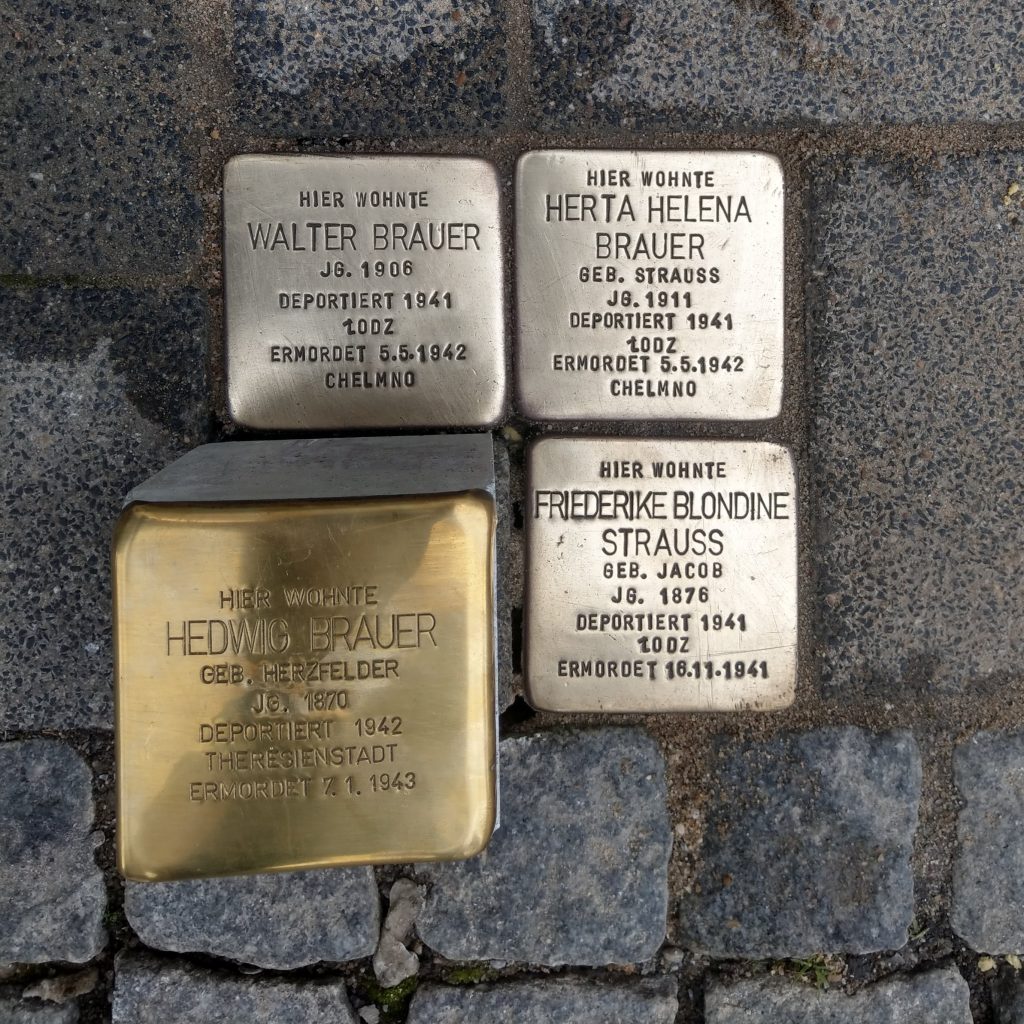 HIER WOHNTE
WALTER BRAUER
JG. 1906
DEPORTIERT 1941
ŁODZ
ERMORDET 5.5.1942
CHELMNO
HIER WOHNTE
HERTA HELENA
BRAUER
GEB. STRAUSS
JG. 1911
DEPORTIERT 1941
ŁODZ
ERMORDET 5.5.1942
CHELMNO
HIER WOHNTE
HEDWIG BRAUER
GEB. HERZFELDER
JG. 1870
DEPORTIERT 1942
THERESIENSTADT
ERMORDET 7.1.1943
HIER WOHNTE
FRIEDERIKE BLONDINE
STRAUSS
GEB. JACOB
JG. 1876
DEPORTIERT 1941
ŁODZ
ERMORDET 16.11.1941